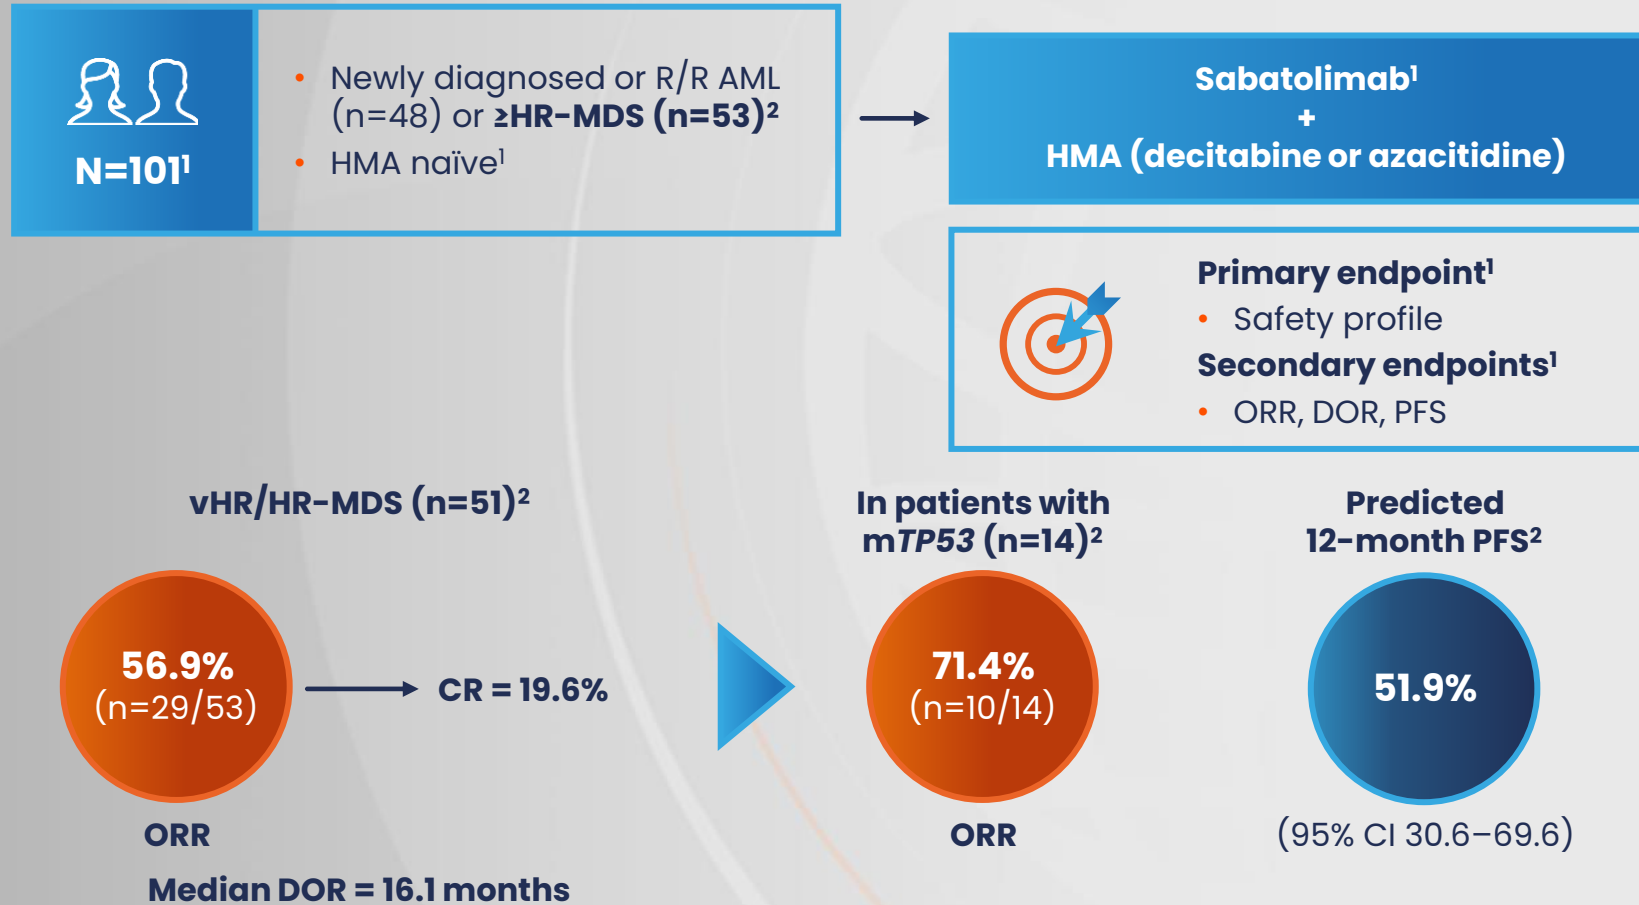 N=101¹
• Newly diagnosed or R/R AML
(n=48) or ≥HR-MDS (n=53)²
• HMA naïve¹
Sabatolimab¹
+
HMA (decitabine or azacitidine)
Primary endpoint¹
• Safety profile
Secondary endpoints¹
• ORR, DOR, PFS
vHR/HR-MDS (n=51)²
56.9%
(n=29/53)
CR = 19.6%
ORR
Median DOR = 16.1 months
In patients with
mTP53 (n=14)²
71.4%
(n=10/14)
ORR
Predicted
12-month PFS²
51.9%
(95% CI 30.6–69.6)